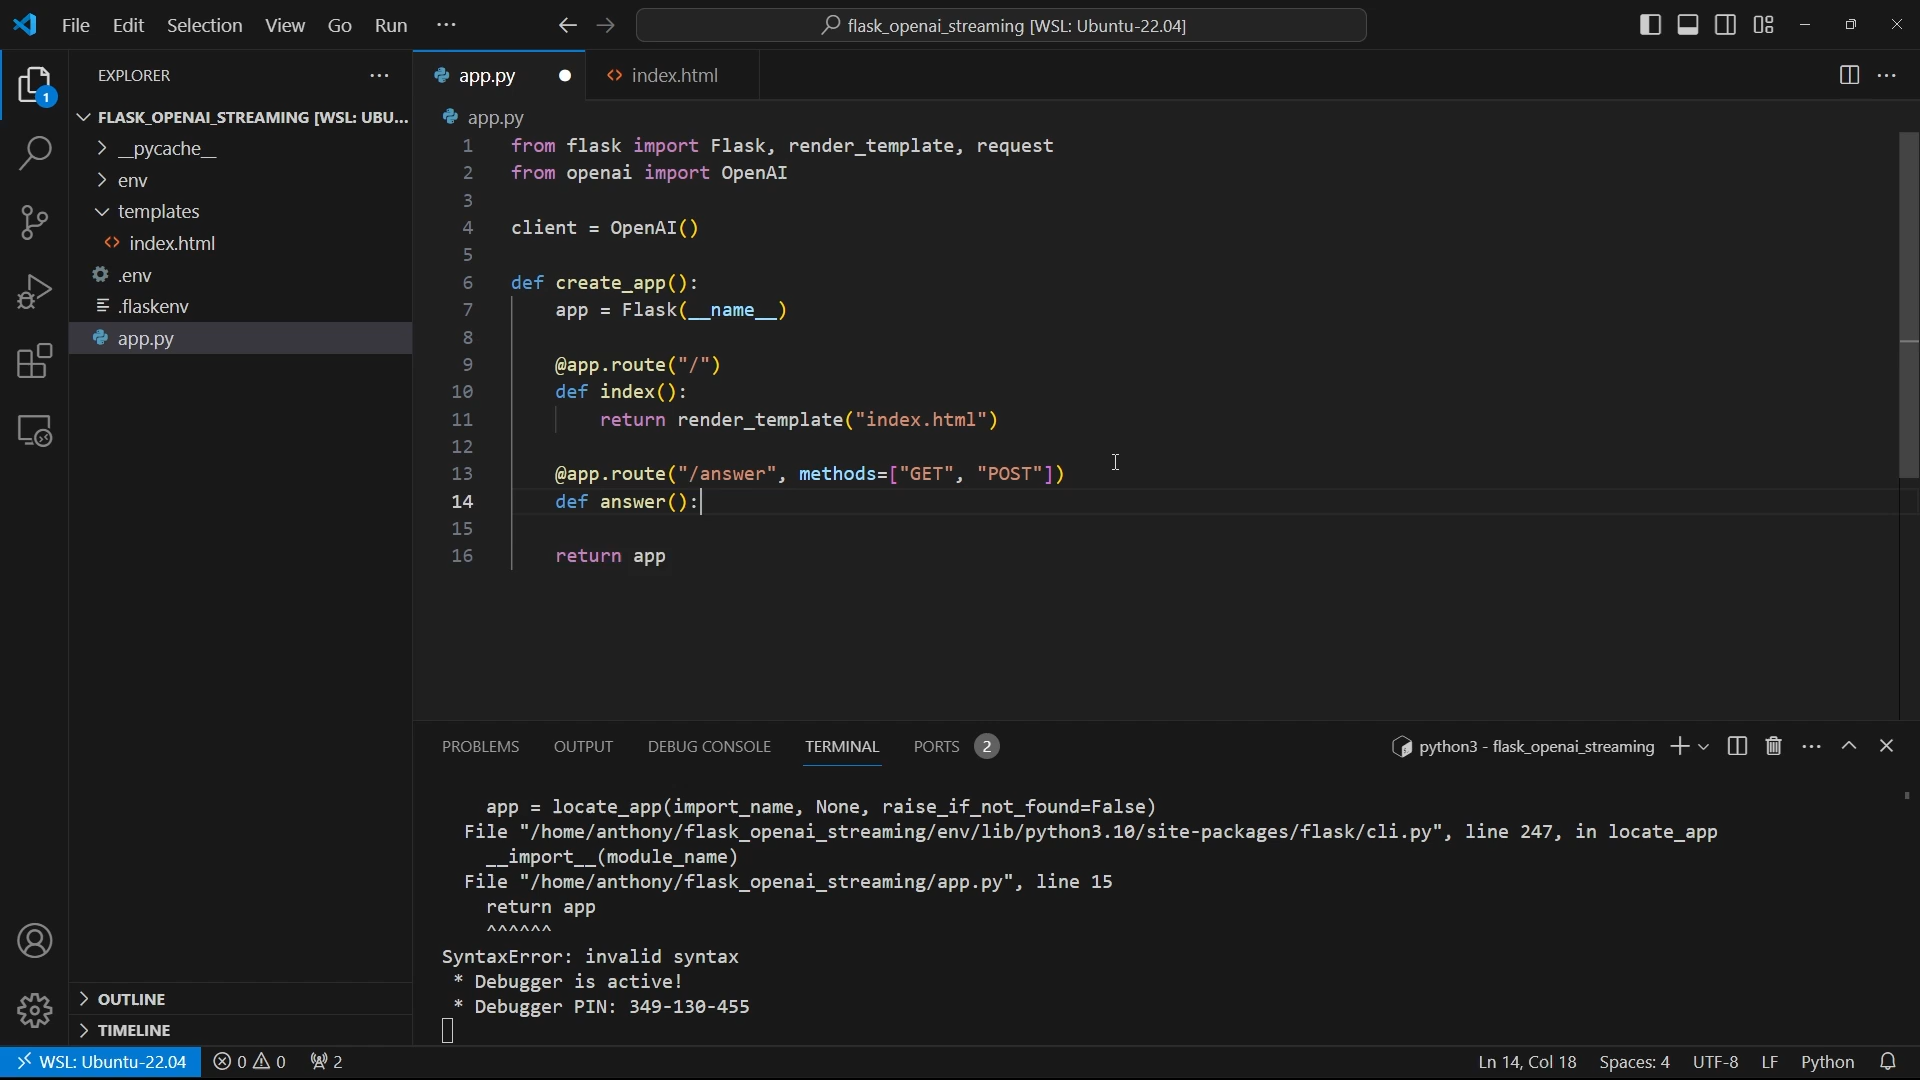 File Edit Selection View Go Run ··· flask_openai_streaming [WSL: Ubuntu-22.04]
EXPLORER ···
1
FLASK_OPENAI_STREAMING [WSL: UBU...
__pycache__
env
templates
index.html
.env
.flaskenv
app.py
OUTLINE
TIMELINE
app.py index.html
app.py
1 from flask import Flask, render_template, request
2 from openai import OpenAI
3
4 client = OpenAI()
5
6 def create_app():
7 app = Flask(__name__)
8
9 @app.route("/")
10 def index():
11 return render_template("index.html")
12
13 @app.route("/answer", methods=["GET", "POST"])
14 def answer():
15
16 return app
PROBLEMS OUTPUT DEBUG CONSOLE TERMINAL PORTS 2 python3 - flask_openai_streaming
app = locate_app(import_name, None, raise_if_not_found=False)
File "/home/anthony/flask_openai_streaming/env/lib/python3.10/site-packages/flask/cli.py", line 247, in locate_app
__import__(module_name)
File "/home/anthony/flask_openai_streaming/app.py", line 15
return app
^^^^^^
SyntaxError: invalid syntax
* Debugger is active!
* Debugger PIN: 349-130-455
WSL: Ubuntu-22.04 0 0 2 Ln 14, Col 18 Spaces: 4 UTF-8 LF Python